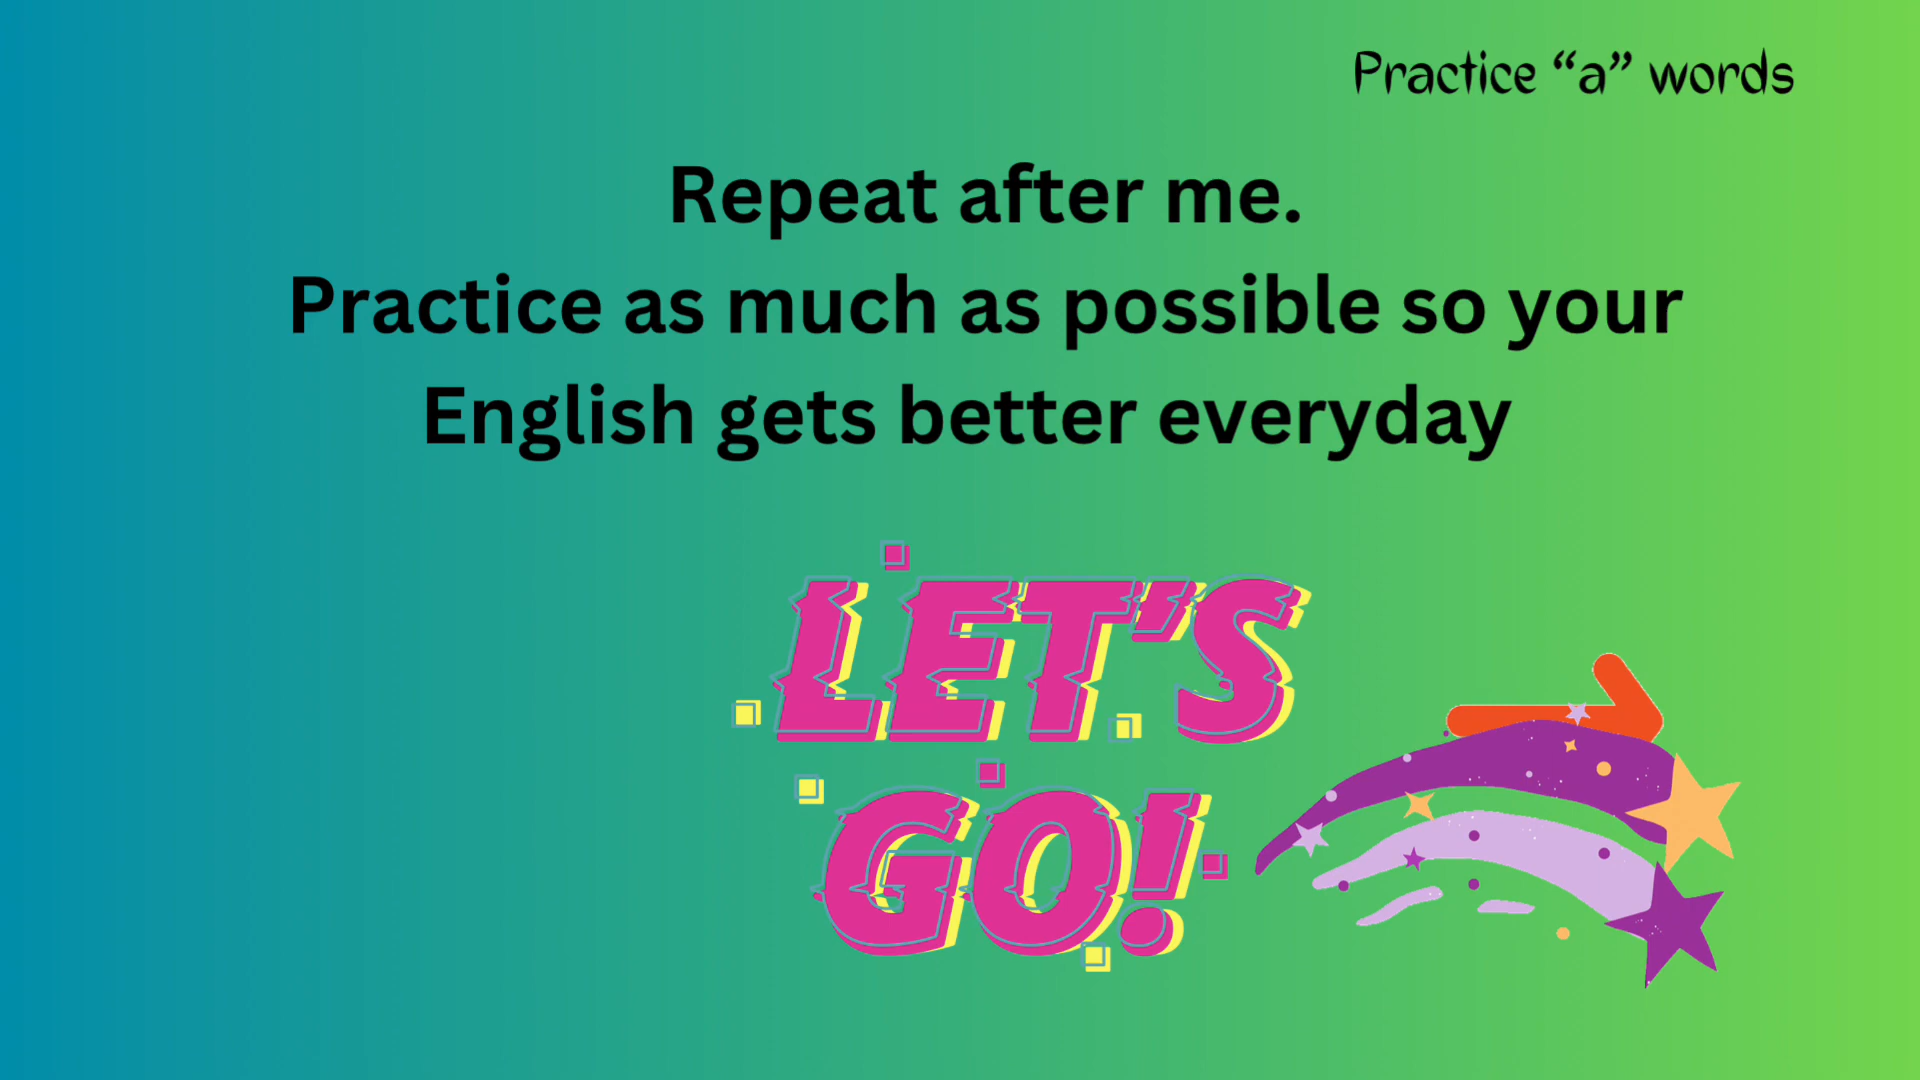 Practice “a” words
Repeat after me.
Practice as much as possible so your
English gets better everyday
LET'S
GO!